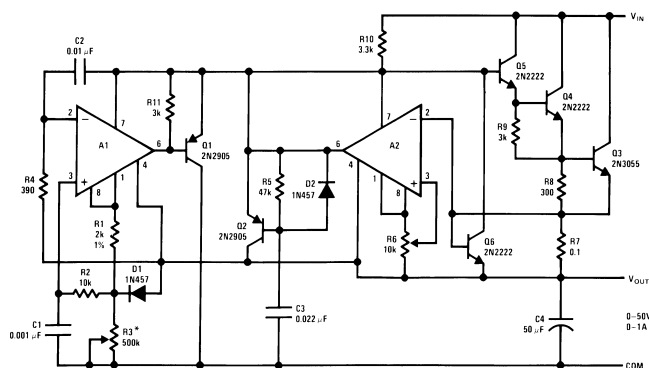 VIN
R10
3.3k
Q5
2N2222
C2
0.01 μF
R11
3k
Q4
2N2222
2
−
7
A1
6
Q1
2N2905
3
+
8
1
4
R4
390
R9
3k
Q3
2N3055
7
−
2
6
A2
4
1
8
+
3
R5
47k
D2
1N457
R8
300
R1
2k
1%
Q2
2N2905
R6
10k
Q6
2N2222
R7
0.1
R2
10k
D1
1N457
VOUT
C1
0.001 μF
R3*
500k
C3
0.022 μF
C4
50 μF
0–50V
0–1A
COM